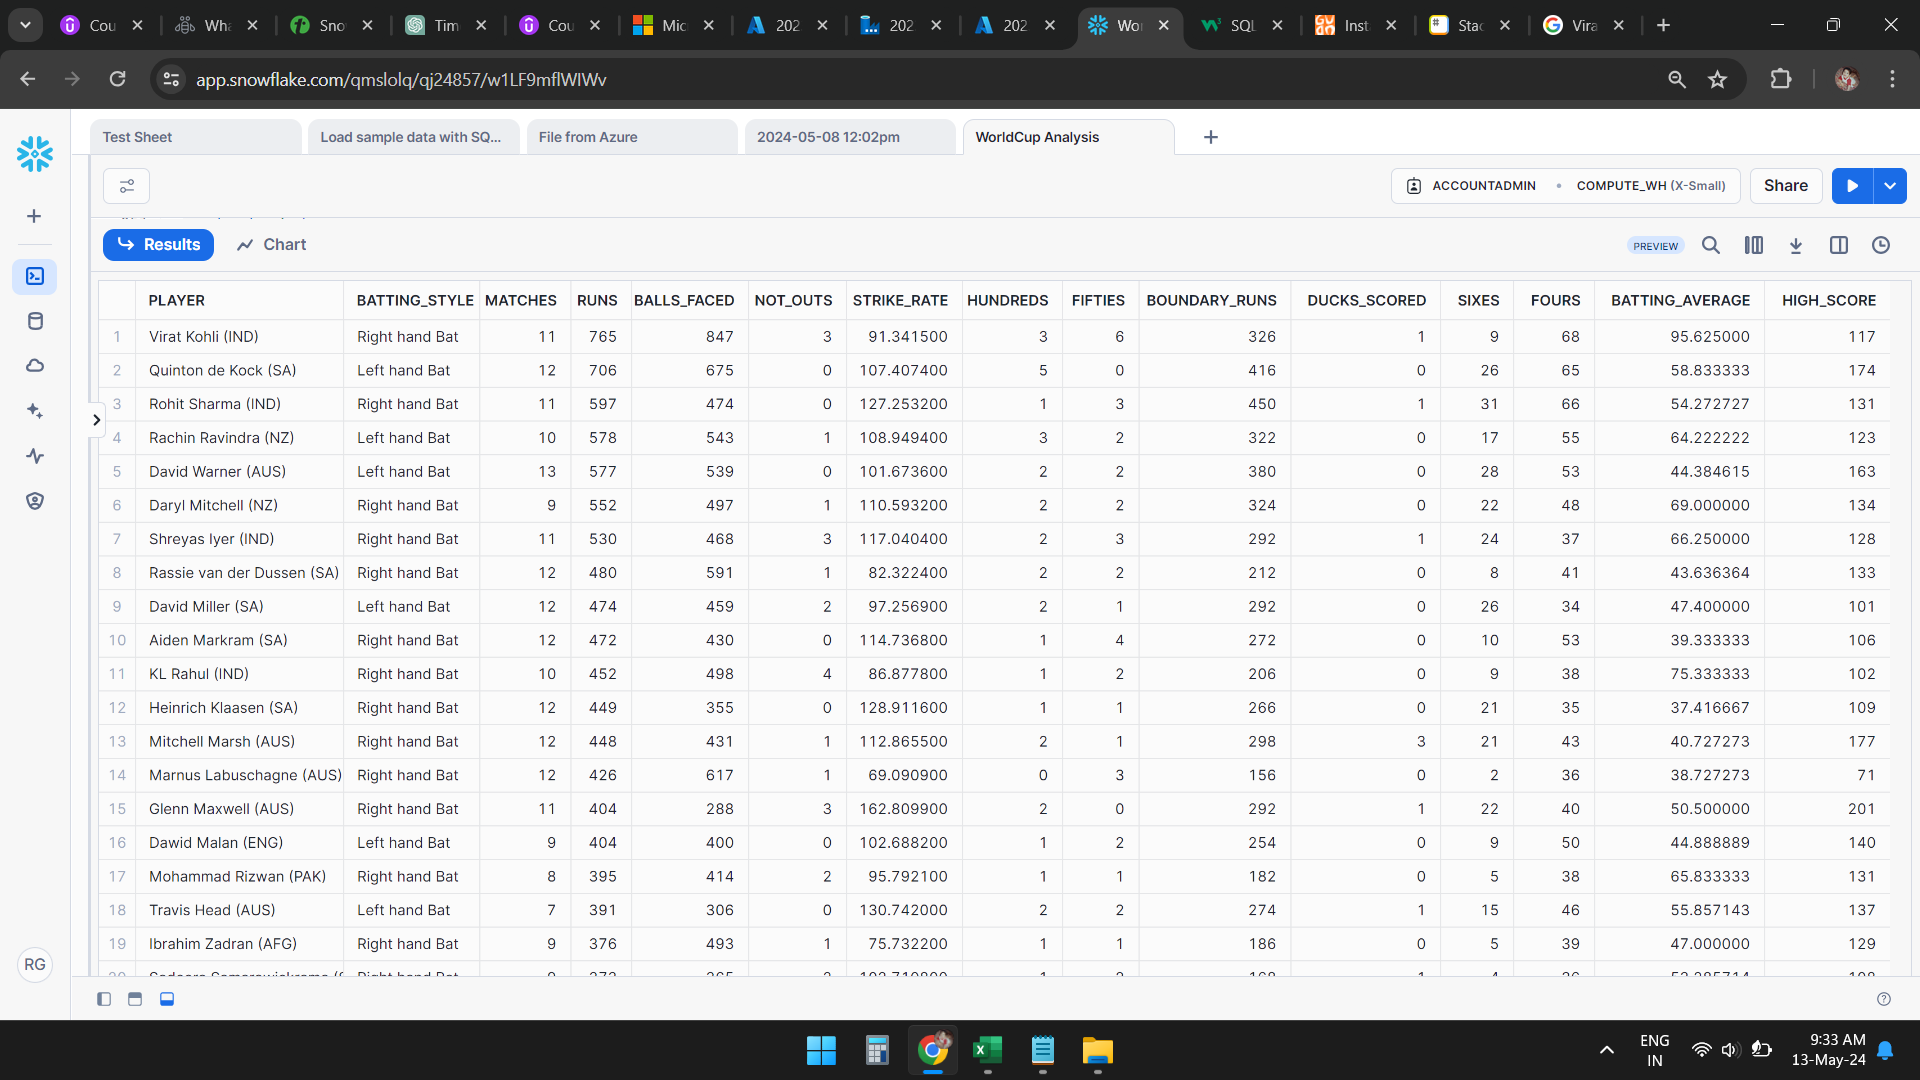 Cou
Wha
Sno
Tim
Cou
Mic
202
202
202
Wo
SQL
Inst
Stac
Vira
app.snowflake.com/qmslolq/qj24857/w1LF9mflWIWv
Test Sheet
Load sample data with SQ...
File from Azure
2024-05-08 12:02pm
WorldCup Analysis
ACCOUNTADMIN • COMPUTE_WH (X-Small)
Share
Results
Chart
PREVIEW
PLAYER BATTING_STYLE MATCHES RUNS BALLS_FACED NOT_OUTS STRIKE_RATE HUNDREDS FIFTIES BOUNDARY_RUNS DUCKS_SCORED SIXES FOURS BATTING_AVERAGE HIGH_SCORE
1 Virat Kohli (IND) Right hand Bat 11 765 847 3 91.341500 3 6 326 1 9 68 95.625000 117
2 Quinton de Kock (SA) Left hand Bat 12 706 675 0 107.407400 5 0 416 0 26 65 58.833333 174
3 Rohit Sharma (IND) Right hand Bat 11 597 474 0 127.253200 1 3 450 1 31 66 54.272727 131
4 Rachin Ravindra (NZ) Left hand Bat 10 578 543 1 108.949400 3 2 322 0 17 55 64.222222 123
5 David Warner (AUS) Left hand Bat 13 577 539 0 101.673600 2 2 380 0 28 53 44.384615 163
6 Daryl Mitchell (NZ) Right hand Bat 9 552 497 1 110.593200 2 2 324 0 22 48 69.000000 134
7 Shreyas Iyer (IND) Right hand Bat 11 530 468 3 117.040400 2 3 292 1 24 37 66.250000 128
8 Rassie van der Dussen (SA) Right hand Bat 12 480 591 1 82.322400 2 2 212 0 8 41 43.636364 133
9 David Miller (SA) Left hand Bat 12 474 459 2 97.256900 2 1 292 0 26 34 47.400000 101
10 Aiden Markram (SA) Right hand Bat 12 472 430 0 114.736800 1 4 272 0 10 53 39.333333 106
11 KL Rahul (IND) Right hand Bat 10 452 498 4 86.877800 1 2 206 0 9 38 75.333333 102
12 Heinrich Klaasen (SA) Right hand Bat 12 449 355 0 128.911600 1 1 266 0 21 35 37.416667 109
13 Mitchell Marsh (AUS) Right hand Bat 12 448 431 1 112.865500 2 1 298 3 21 43 40.727273 177
14 Marnus Labuschagne (AUS) Right hand Bat 12 426 617 1 69.090900 0 3 156 0 2 36 38.727273 71
15 Glenn Maxwell (AUS) Right hand Bat 11 404 288 3 162.809900 2 0 292 1 22 40 50.500000 201
16 Dawid Malan (ENG) Left hand Bat 9 404 400 0 102.688200 1 2 254 0 9 50 44.888889 140
17 Mohammad Rizwan (PAK) Right hand Bat 8 395 414 2 95.792100 1 1 182 0 5 38 65.833333 131
18 Travis Head (AUS) Left hand Bat 7 391 306 0 130.742000 2 2 274 1 15 46 55.857143 137
19 Ibrahim Zadran (AFG) Right hand Bat 9 376 493 1 75.732200 1 1 186 0 5 39 47.000000 129
RG
ENG
IN
9:33 AM
13-May-24